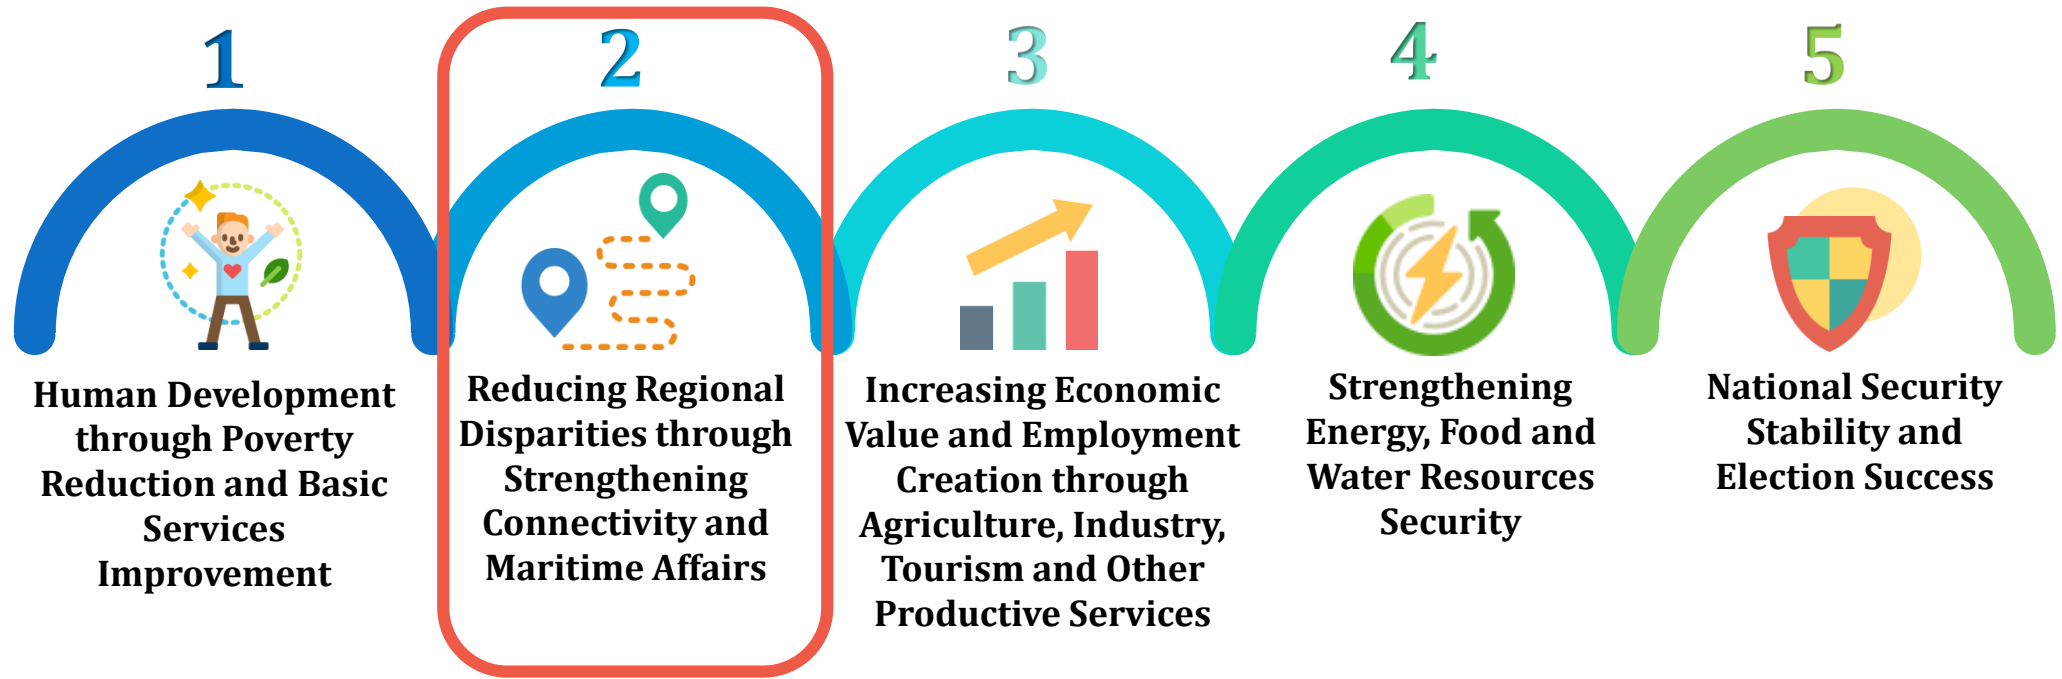 1
Human Development
through Poverty
Reduction and Basic
Services
Improvement
2
Reducing Regional
Disparities through
Strengthening
Connectivity and
Maritime Affairs
3
Increasing Economic
Value and Employment
Creation through
Agriculture, Industry,
Tourism and Other
Productive Services
4
Strengthening
Energy, Food and
Water Resources
Security
5
National Security
Stability and
Election Success